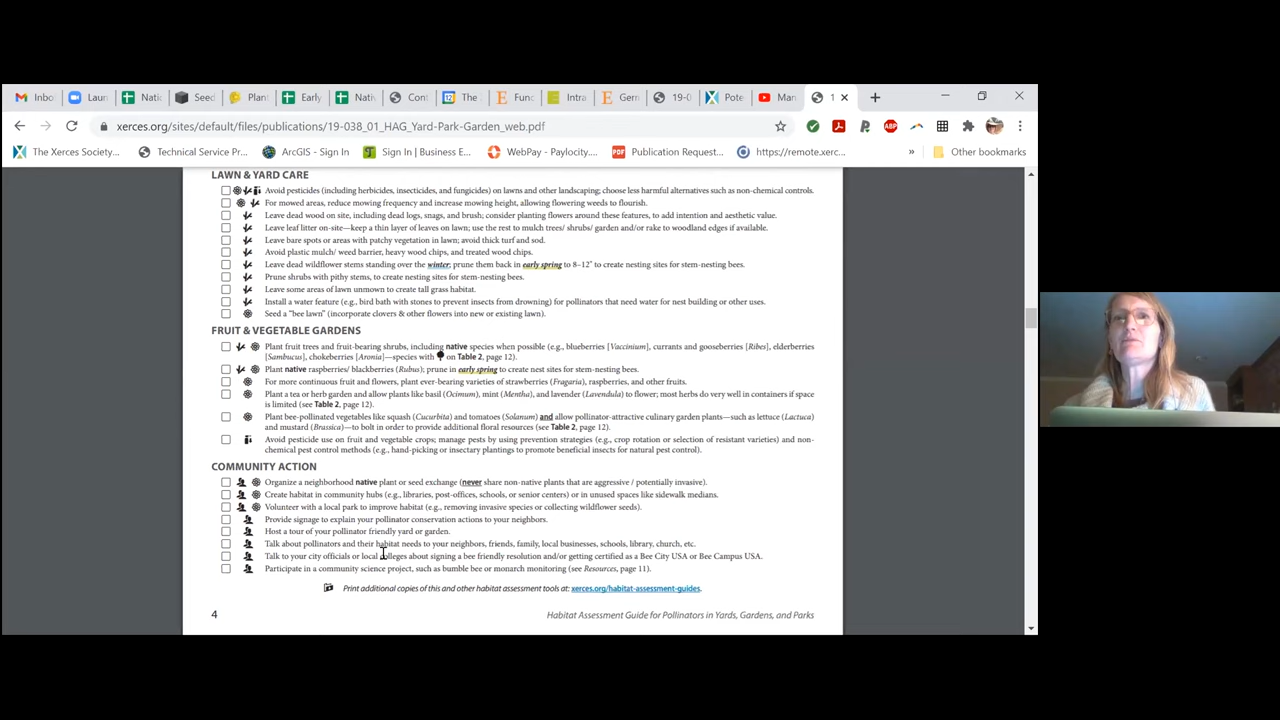 Inbo
Laun
Natio
Seed
Plant
Early
Nativ
Cont
The
Func
Intra
Gern
19-0
Pote
Man
1
xerces.org/sites/default/files/publications/19-038_01_HAG_Yard-Park-Garden_web.pdf
ABP
The Xerces Society...
Technical Service Pr...
ArcGIS - Sign In
Sign In | Business E...
WebPay – Paylocity...
PDF
Publication Request...
https://remote.xerc...
»
Other bookmarks
LAWN & YARD CARE
Avoid pesticides (including herbicides, insecticides, and fungicides) on lawns and other landscaping; choose less harmful alternatives such as non-chemical controls.
For mowed areas, reduce mowing frequency and increase mowing height, allowing flowering weeds to flourish.
Leave dead wood on site, including dead logs, snags, and brush; consider planting flowers around these features, to add intention and aesthetic value.
Leave leaf litter on-site—keep a thin layer of leaves on lawn; use the rest to mulch trees/ shrubs/ garden and/or rake to woodland edges if available.
Leave bare spots or areas with patchy vegetation in lawn; avoid thick turf and sod.
Avoid plastic mulch/ weed barrier, heavy wood chips, and treated wood chips.
Leave dead wildflower stems standing over the winter, prune them back in early spring to 8–12" to create nesting sites for stem-nesting bees.
Prune shrubs with pithy stems, to create nesting sites for stem-nesting bees.
Leave some areas of lawn unmown to create tall grass habitat.
Install a water feature (e.g., bird bath with stones to prevent insects from drowning) for pollinators that need water for nest building or other uses.
Seed a "bee lawn" (incorporate clovers & other flowers into new or existing lawn).
FRUIT & VEGETABLE GARDENS
Plant fruit trees and fruit-bearing shrubs, including native species when possible (e.g., blueberries [Vaccinium], currants and gooseberries [Ribes], elderberries
[Sambucus], chokeberries [Aronia]—species with on Table 2, page 12).
Plant native raspberries/ blackberries (Rubus); prune in early spring to create nest sites for stem-nesting bees.
For more continuous fruit and flowers, plant ever-bearing varieties of strawberries (Fragaria), raspberries, and other fruits.
Plant a tea or herb garden and allow plants like basil (Ocimum), mint (Mentha), and lavender (Lavendula) to flower; most herbs do very well in containers if space
is limited (see Table 2, page 12).
Plant bee-pollinated vegetables like squash (Cucurbita) and tomatoes (Solanum) and allow pollinator-attractive culinary garden plants—such as lettuce (Lactuca)
and mustard (Brassica)—to bolt in order to provide additional floral resources (see Table 2, page 12).
Avoid pesticide use on fruit and vegetable crops; manage pests by using prevention strategies (e.g., crop rotation or selection of resistant varieties) and non-
chemical pest control methods (e.g., hand-picking or insectary plantings to promote beneficial insects for natural pest control).
COMMUNITY ACTION
Organize a neighborhood native plant or seed exchange (never share non-native plants that are aggressive / potentially invasive).
Create habitat in community hubs (e.g., libraries, post-offices, schools, or senior centers) or in unused spaces like sidewalk medians.
Volunteer with a local park to improve habitat (e.g., removing invasive species or collecting wildflower seeds).
Provide signage to explain your pollinator conservation actions to your neighbors.
Host a tour of your pollinator friendly yard or garden.
Talk about pollinators and their habitat needs to your neighbors, friends, family, local businesses, schools, library, church, etc.
Talk to your city officials or local colleges about signing a bee friendly resolution and/or getting certified as a Bee City USA or Bee Campus USA.
Participate in a community science project, such as bumble bee or monarch monitoring (see Resources, page 11).
Print additional copies of this and other habitat assessment tools at: xerces.org/habitat-assessment-guides.
4
Habitat Assessment Guide for Pollinators in Yards, Gardens, and Parks